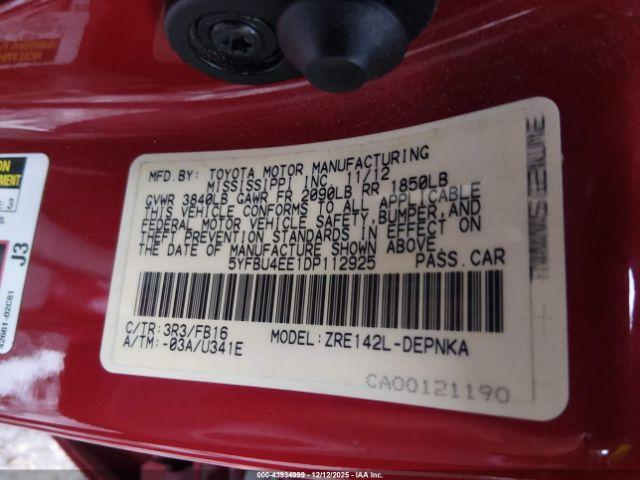 MFD.BY: TOYOTA MOTOR MANUFACTURING
MISSISSIPPI INC. 11/12
GVWR 3840LB GAWR FR 2090LB RR 1850LB
THIS VEHICLE CONFORMS TO ALL APPLICABLE
FEDERAL MOTOR VEHICLE SAFETY,BUMPER,AND
THEFT PREVENTION STANDARDS IN EFFECT ON
THE DATE OF MANUFACTURE SHOWN ABOVE.
5YFBU4EE1DP112925 PASS.CAR
C/TR:3R3/FB16 MODEL:ZRE142L-DEPNKA
A/TM:-03A/U341E
CA00121190
J3
42661-02C81
000-43934999 - 12/12/2025 - IAA Inc.